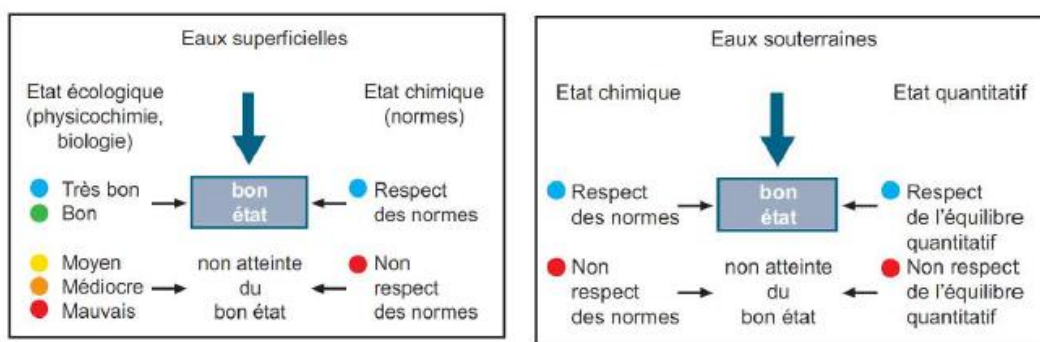 Eaux superficielles
Etat écologique
(physicochimie,
biologie)
Etat chimique
(normes)
Très bon
Bon
bon
état
Respect
des normes
Moyen
Médiocre
Mauvais
non atteinte
du
bon état
Non
respect
des normes
Eaux souterraines
Etat chimique
Etat quantitatif
Respect
des normes
bon
état
Respect
de l'équilibre
quantitatif
Non
respect
des normes
non atteinte
du
bon état
Non respect
de l'équilibre
quantitatif